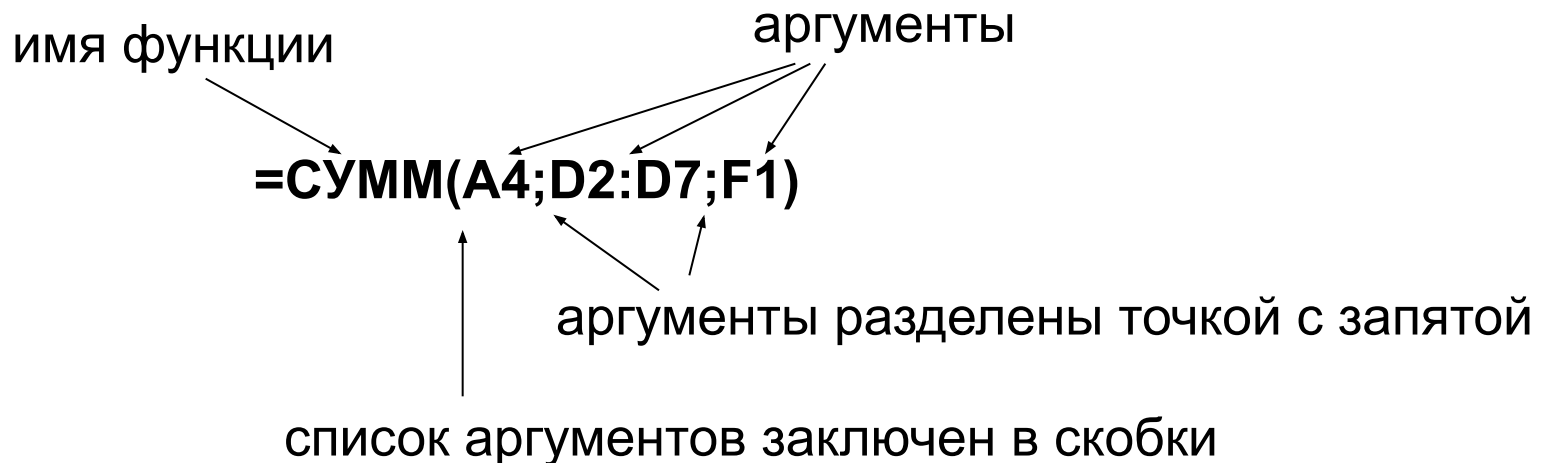 аргументы
имя функции
=СУММ(A4;D2:D7;F1)
аргументы разделены точкой с запятой
список аргументов заключен в скобки